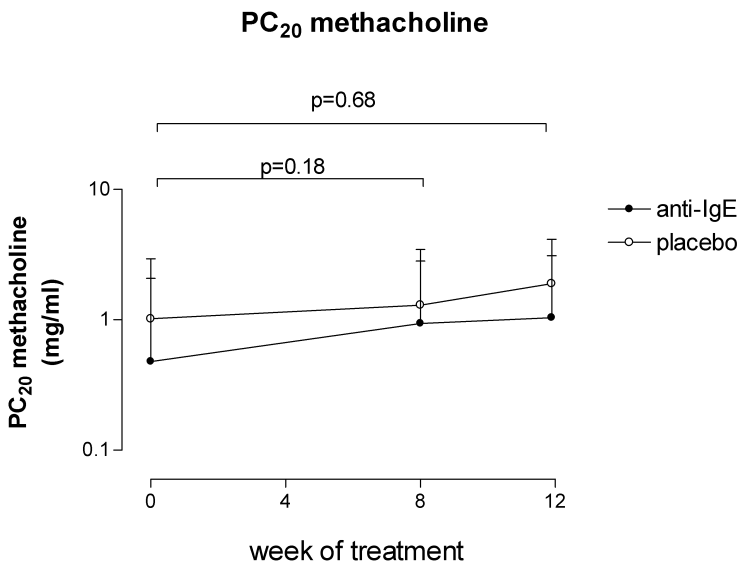 PC20 methacholine
p=0.68
p=0.18
10
1
0.1
PC20 methacholine
(mg/ml)
0 4 8 12
week of treatment
anti-IgE
placebo